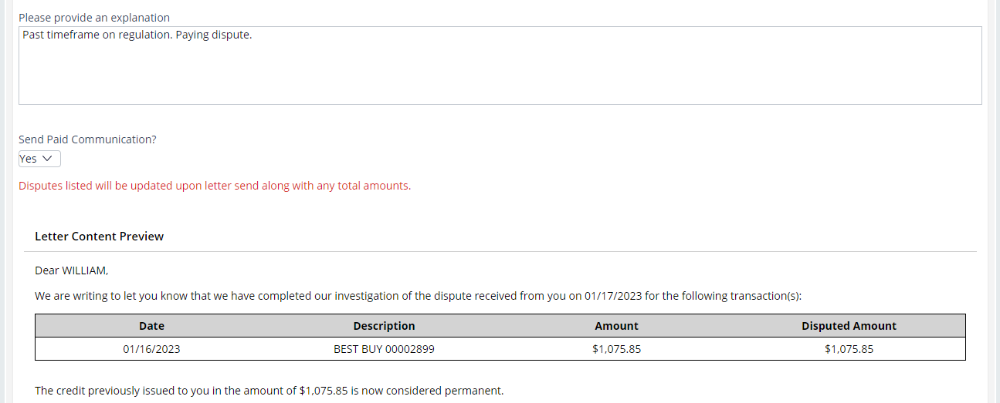 Please provide an explanation
Past timeframe on regulation. Paying dispute.
Send Paid Communication?
Yes
Disputes listed will be updated upon letter send along with any total amounts.
Letter Content Preview
Dear WILLIAM,
We are writing to let you know that we have completed our investigation of the dispute received from you on 01/17/2023 for the following transaction(s):
Date Description Amount Disputed Amount
01/16/2023 BEST BUY 00002899 $1,075.85 $1,075.85
The credit previously issued to you in the amount of $1,075.85 is now considered permanent.